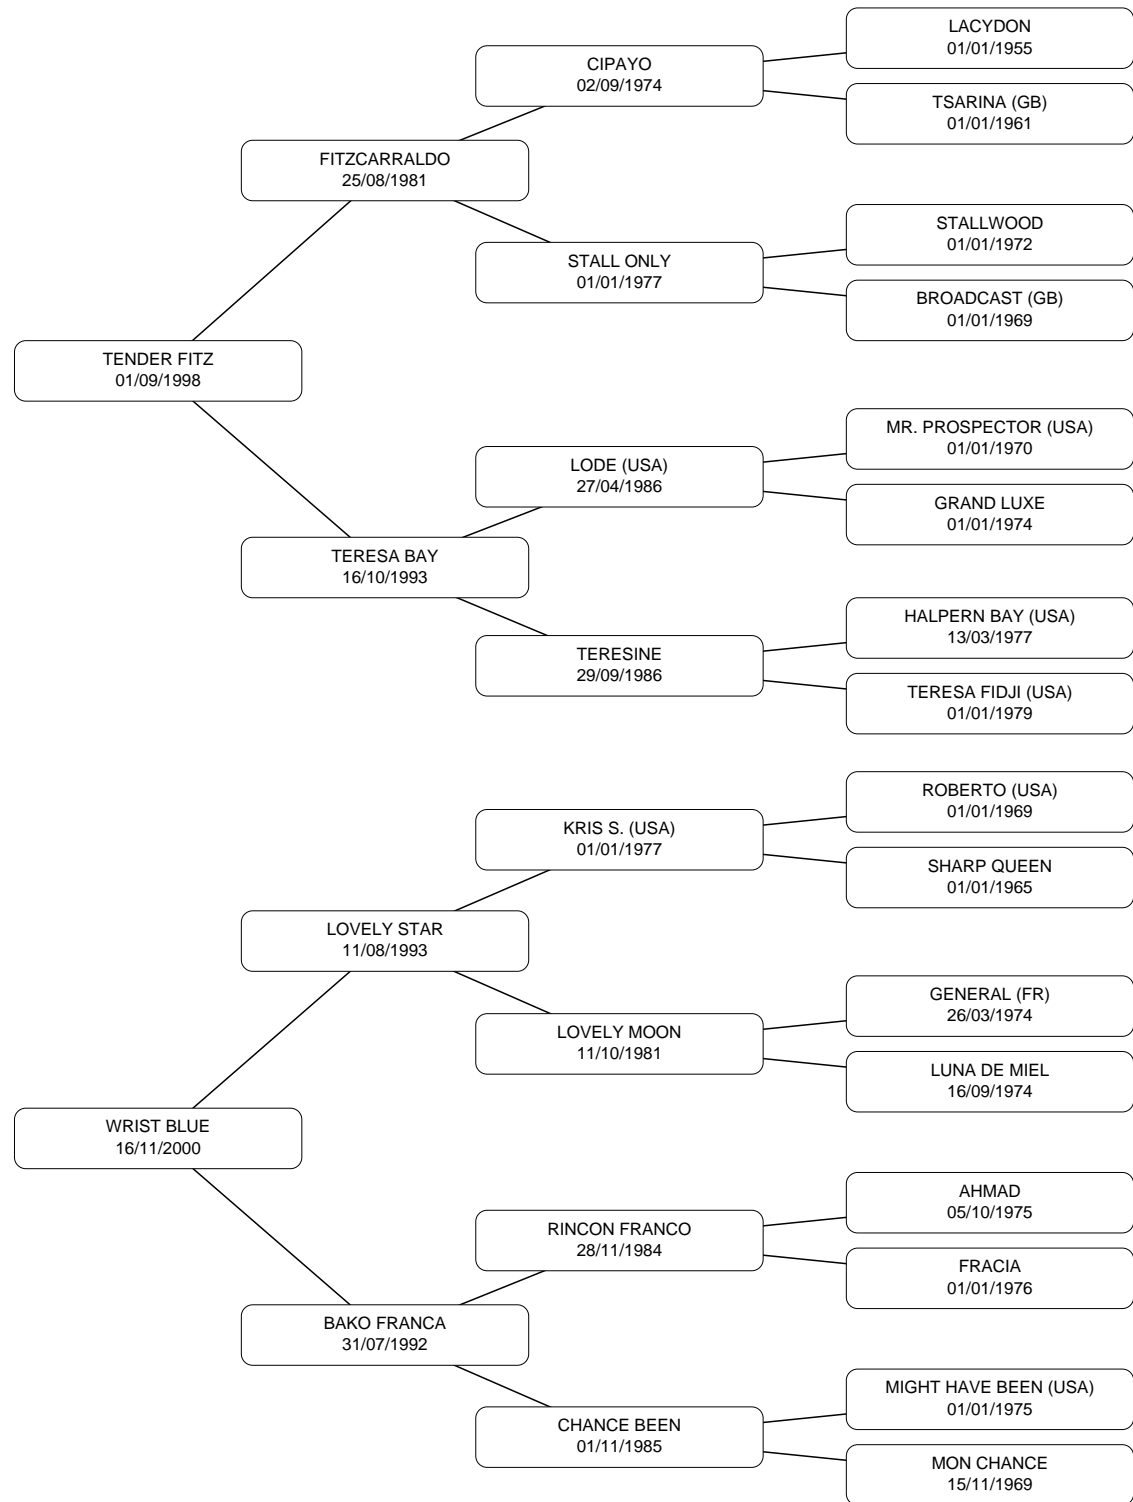 LACYDON
01/01/1955
CIPAYO
02/09/1974
TSARINA (GB)
01/01/1961
FITZCARRALDO
25/08/1981
STALLWOOD
01/01/1972
STALL ONLY
01/01/1977
BROADCAST (GB)
01/01/1969
TENDER FITZ
01/09/1998
MR. PROSPECTOR (USA)
01/01/1970
LODE (USA)
27/04/1986
GRAND LUXE
01/01/1974
TERESA BAY
16/10/1993
HALPERN BAY (USA)
13/03/1977
TERESINE
29/09/1986
TERESA FIDJI (USA)
01/01/1979
ROBERTO (USA)
01/01/1969
KRIS S. (USA)
01/01/1977
SHARP QUEEN
01/01/1965
LOVELY STAR
11/08/1993
GENERAL (FR)
26/03/1974
LOVELY MOON
11/10/1981
LUNA DE MIEL
16/09/1974
WRIST BLUE
16/11/2000
AHMAD
05/10/1975
RINCON FRANCO
28/11/1984
FRACIA
01/01/1976
BAKO FRANCA
31/07/1992
MIGHT HAVE BEEN (USA)
01/01/1975
CHANCE BEEN
01/11/1985
MON CHANCE
15/11/1969